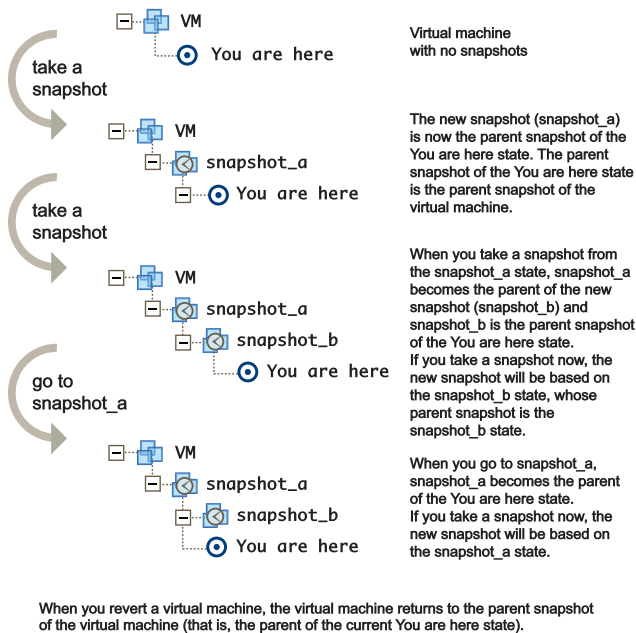 VM
You are here
Virtual machine
with no snapshots
take a
snapshot
VM
snapshot_a
You are here
The new snapshot (snapshot_a)
is now the parent snapshot of the
You are here state. The parent
snapshot of the You are here state
is the parent snapshot of the
virtual machine.
take a
snapshot
VM
snapshot_a
snapshot_b
You are here
When you take a snapshot from
the snapshot_a state, snapshot_a
becomes the parent of the new
snapshot (snapshot_b) and
snapshot_b is the parent snapshot
of the You are here state.
If you take a snapshot now, the
new snapshot will be based on
the snapshot_b state, whose
parent snapshot is the
snapshot_b state.
go to
snapshot_a
VM
snapshot_a
snapshot_b
You are here
When you go to snapshot_a,
snapshot_a becomes the parent
of the You are here state.
If you take a snapshot now, the
new snapshot will be based on
the snapshot_a state.
When you revert a virtual machine, the virtual machine returns to the parent snapshot
of the virtual machine (that is, the parent of the current You are here state).